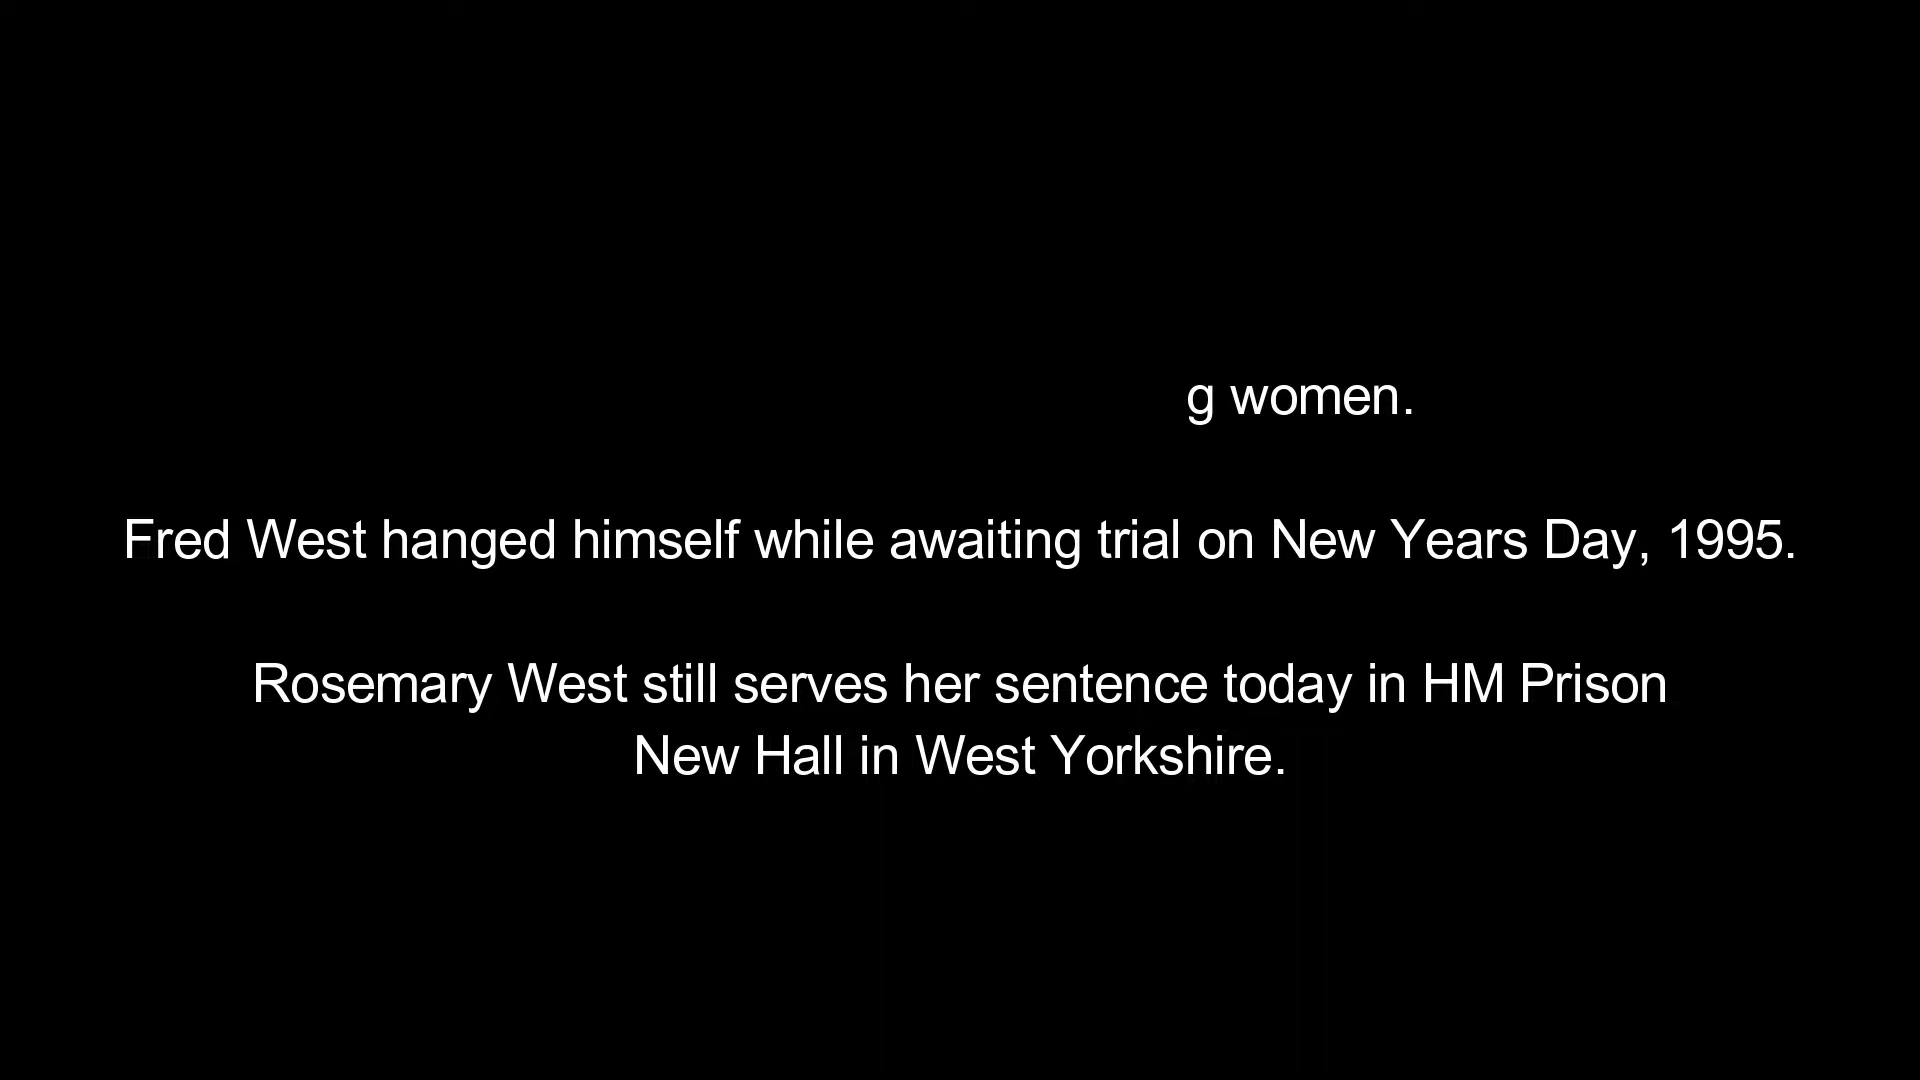 g women.
Fred West hanged himself while awaiting trial on New Years Day, 1995.
Rosemary West still serves her sentence today in HM Prison
New Hall in West Yorkshire.